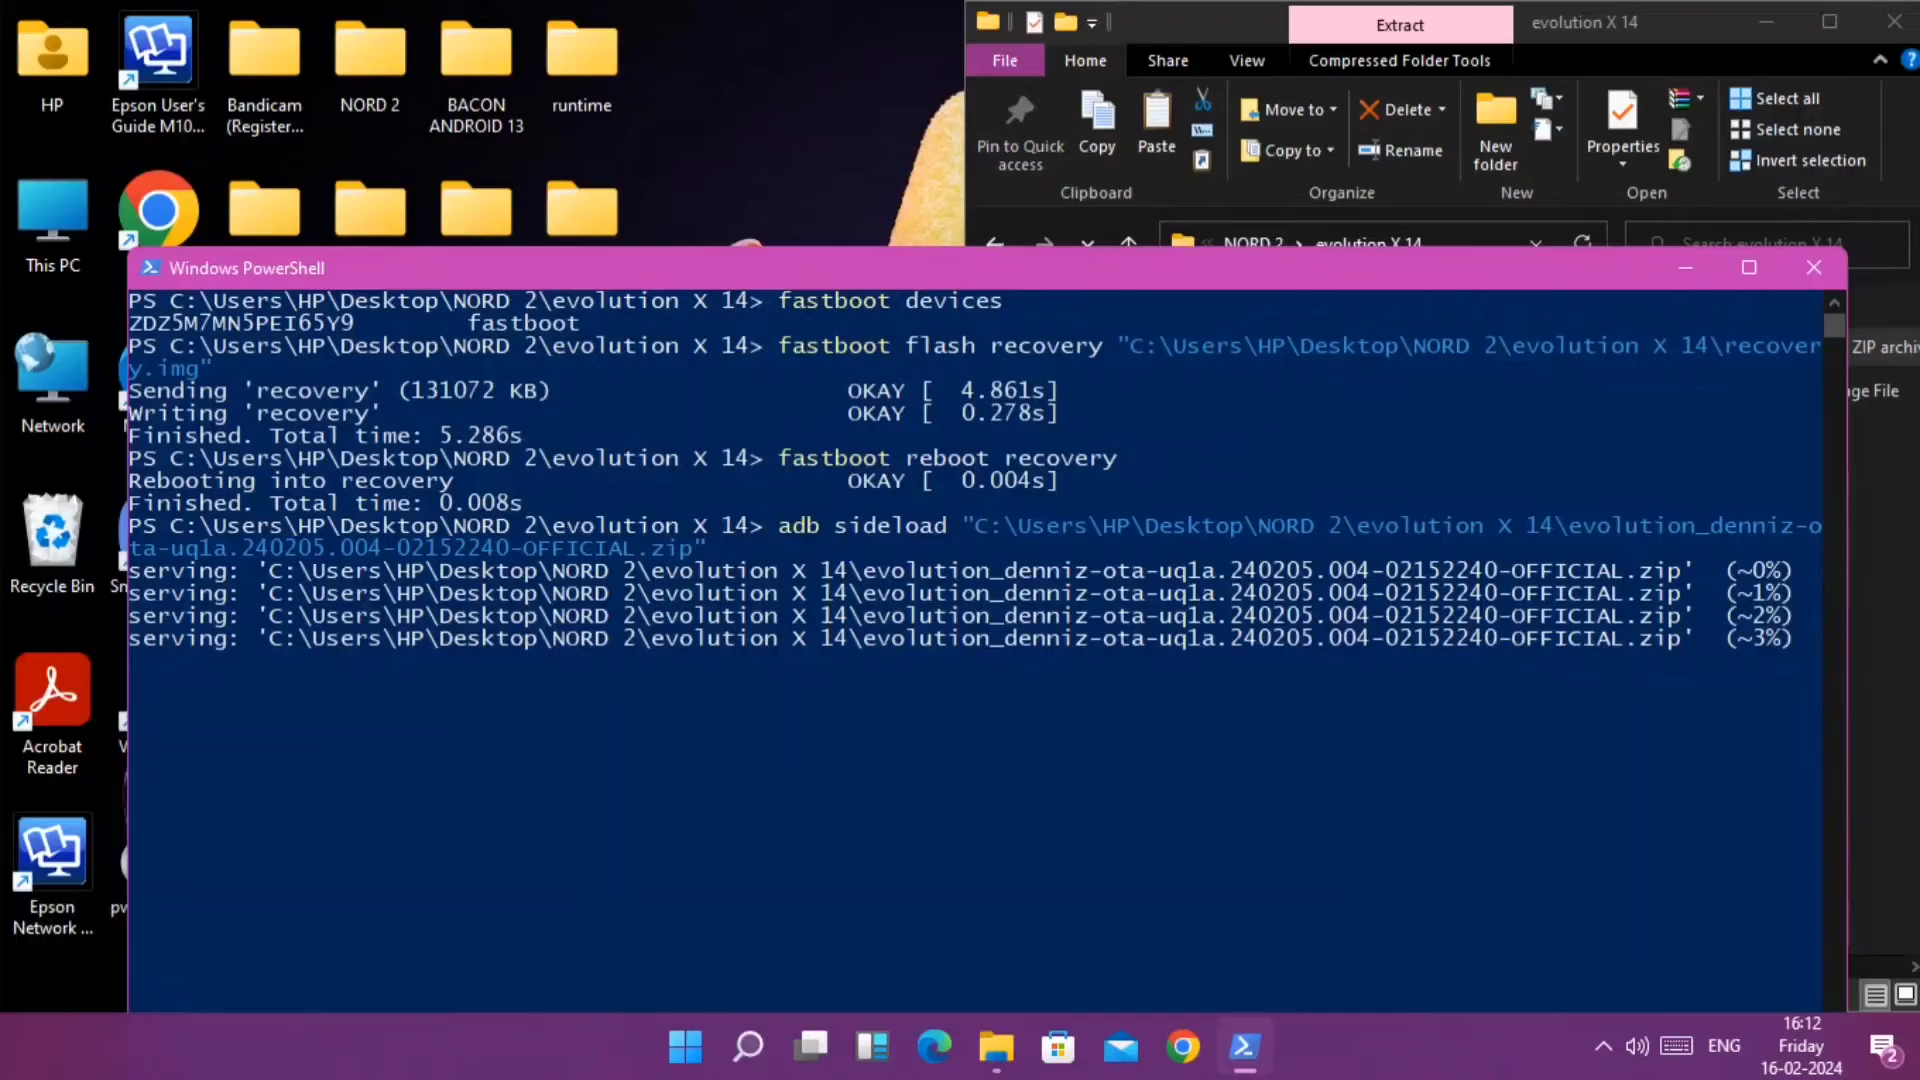 HP
Epson User's
Guide M10...
Bandicam
(Register...
NORD 2
BACON
ANDROID 13
runtime
This PC
Network
Recycle Bin
Acrobat
Reader
Epson
Network ...
Extract
evolution X 14
File
Home
Share
View
Compressed Folder Tools
Pin to Quick
access
Copy
Paste
Clipboard
Move to
Copy to
Delete
Rename
Organize
New
folder
New
Properties
Open
Select all
Select none
Invert selection
Select
NORD 2 > evolution X 14
Search evolution X 14
Windows PowerShell
PS C:\Users\HP\Desktop\NORD 2\evolution X 14> fastboot devices
ZDZ5M7MN5PEI65Y9 fastboot
PS C:\Users\HP\Desktop\NORD 2\evolution X 14> fastboot flash recovery "C:\Users\HP\Desktop\NORD 2\evolution X 14\recover
y.img"
Sending 'recovery' (131072 KB) OKAY [ 4.861s]
Writing 'recovery' OKAY [ 0.278s]
Finished. Total time: 5.286s
PS C:\Users\HP\Desktop\NORD 2\evolution X 14> fastboot reboot recovery
Rebooting into recovery OKAY [ 0.004s]
Finished. Total time: 0.008s
PS C:\Users\HP\Desktop\NORD 2\evolution X 14> adb sideload "C:\Users\HP\Desktop\NORD 2\evolution X 14\evolution_denniz-o
ta-uq1a.240205.004-02152240-OFFICIAL.zip"
serving: 'C:\Users\HP\Desktop\NORD 2\evolution X 14\evolution_denniz-ota-uq1a.240205.004-02152240-OFFICIAL.zip' (~0%)
serving: 'C:\Users\HP\Desktop\NORD 2\evolution X 14\evolution_denniz-ota-uq1a.240205.004-02152240-OFFICIAL.zip' (~1%)
serving: 'C:\Users\HP\Desktop\NORD 2\evolution X 14\evolution_denniz-ota-uq1a.240205.004-02152240-OFFICIAL.zip' (~2%)
serving: 'C:\Users\HP\Desktop\NORD 2\evolution X 14\evolution_denniz-ota-uq1a.240205.004-02152240-OFFICIAL.zip' (~3%)
ZIP archi
ge File
ENG
16:12
Friday
16-02-2024
2